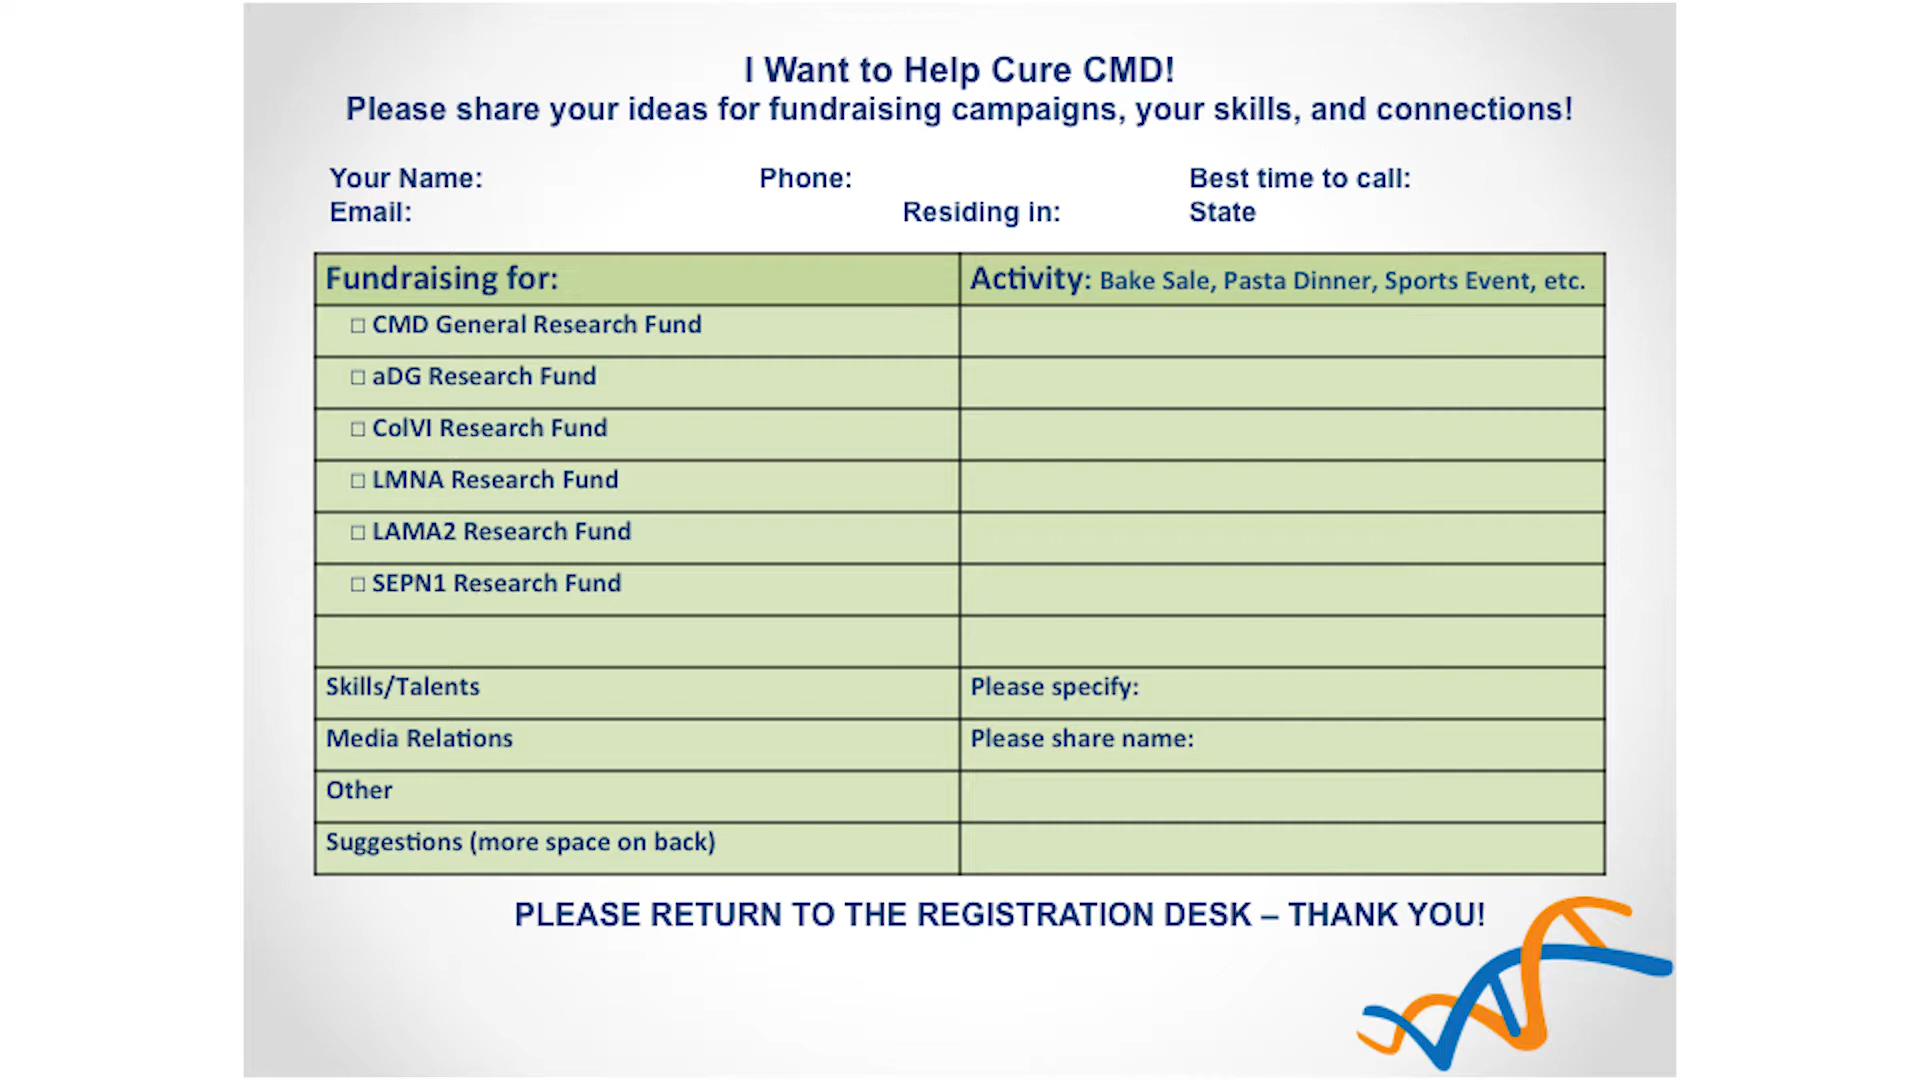 I Want to Help Cure CMD!
Please share your ideas for fundraising campaigns, your skills, and connections!
Your Name: Phone: Best time to call:
Email: Residing in: State
Fundraising for: Activity: Bake Sale, Pasta Dinner, Sports Event, etc.
□ CMD General Research Fund
□ aDG Research Fund
□ ColVI Research Fund
□ LMNA Research Fund
□ LAMA2 Research Fund
□ SEPN1 Research Fund
Skills/Talents Please specify:
Media Relations Please share name:
Other
Suggestions (more space on back)
PLEASE RETURN TO THE REGISTRATION DESK – THANK YOU!